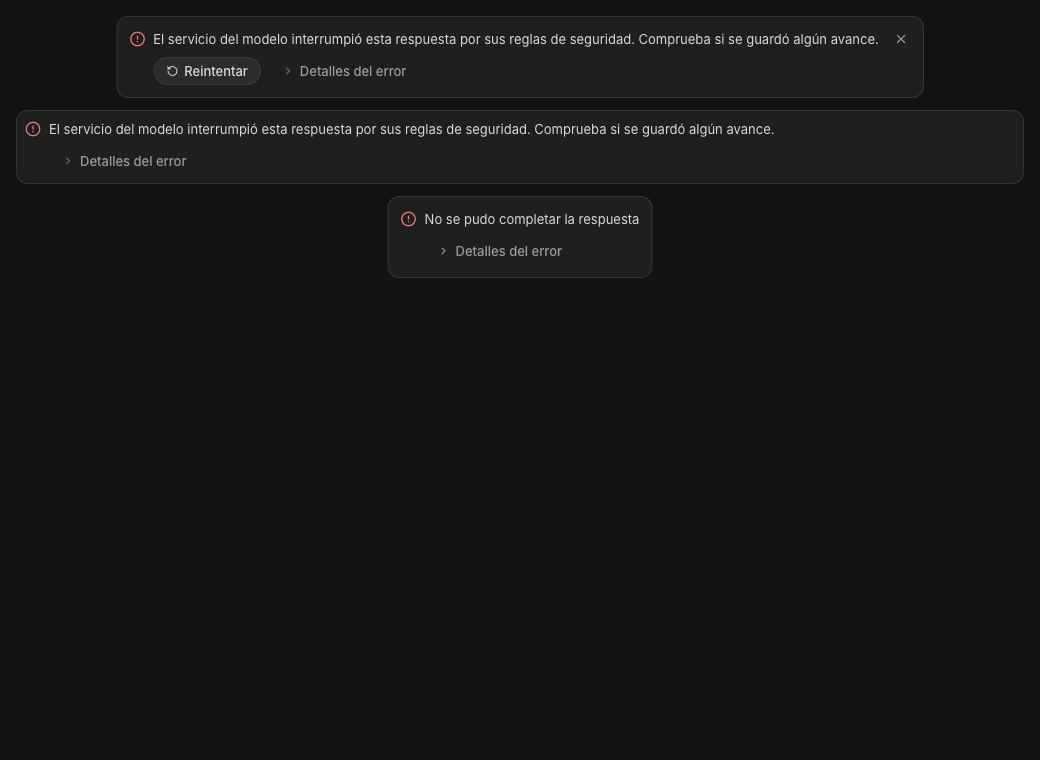 El servicio del modelo interrumpió esta respuesta por sus reglas de seguridad. Comprueba si se guardó algún avance.
Reintentar Detalles del error
El servicio del modelo interrumpió esta respuesta por sus reglas de seguridad. Comprueba si se guardó algún avance.
Detalles del error
No se pudo completar la respuesta
Detalles del error